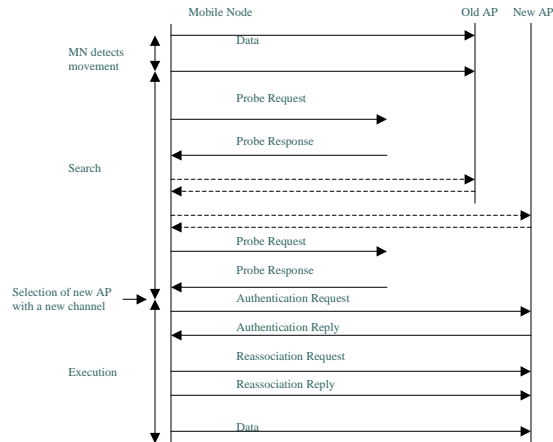 Mobile Node
Old AP
New AP
Data
MN detects
movement
Probe Request
Probe Response
Search
Probe Request
Probe Response
Selection of new AP
with a new channel
Authentication Request
Authentication Reply
Reassociation Request
Execution
Reassociation Reply
Data